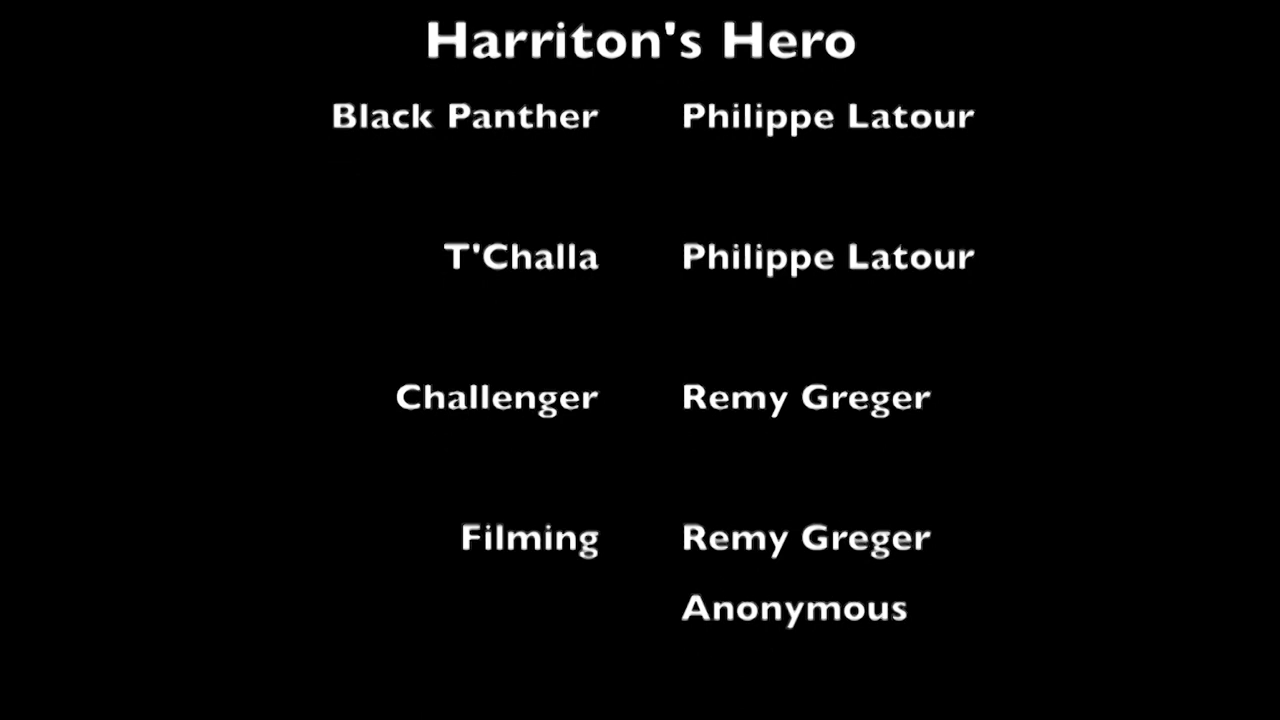 Harriton's Hero
Black Panther Philippe Latour
T'Challa Philippe Latour
Challenger Remy Greger
Filming Remy Greger
Anonymous